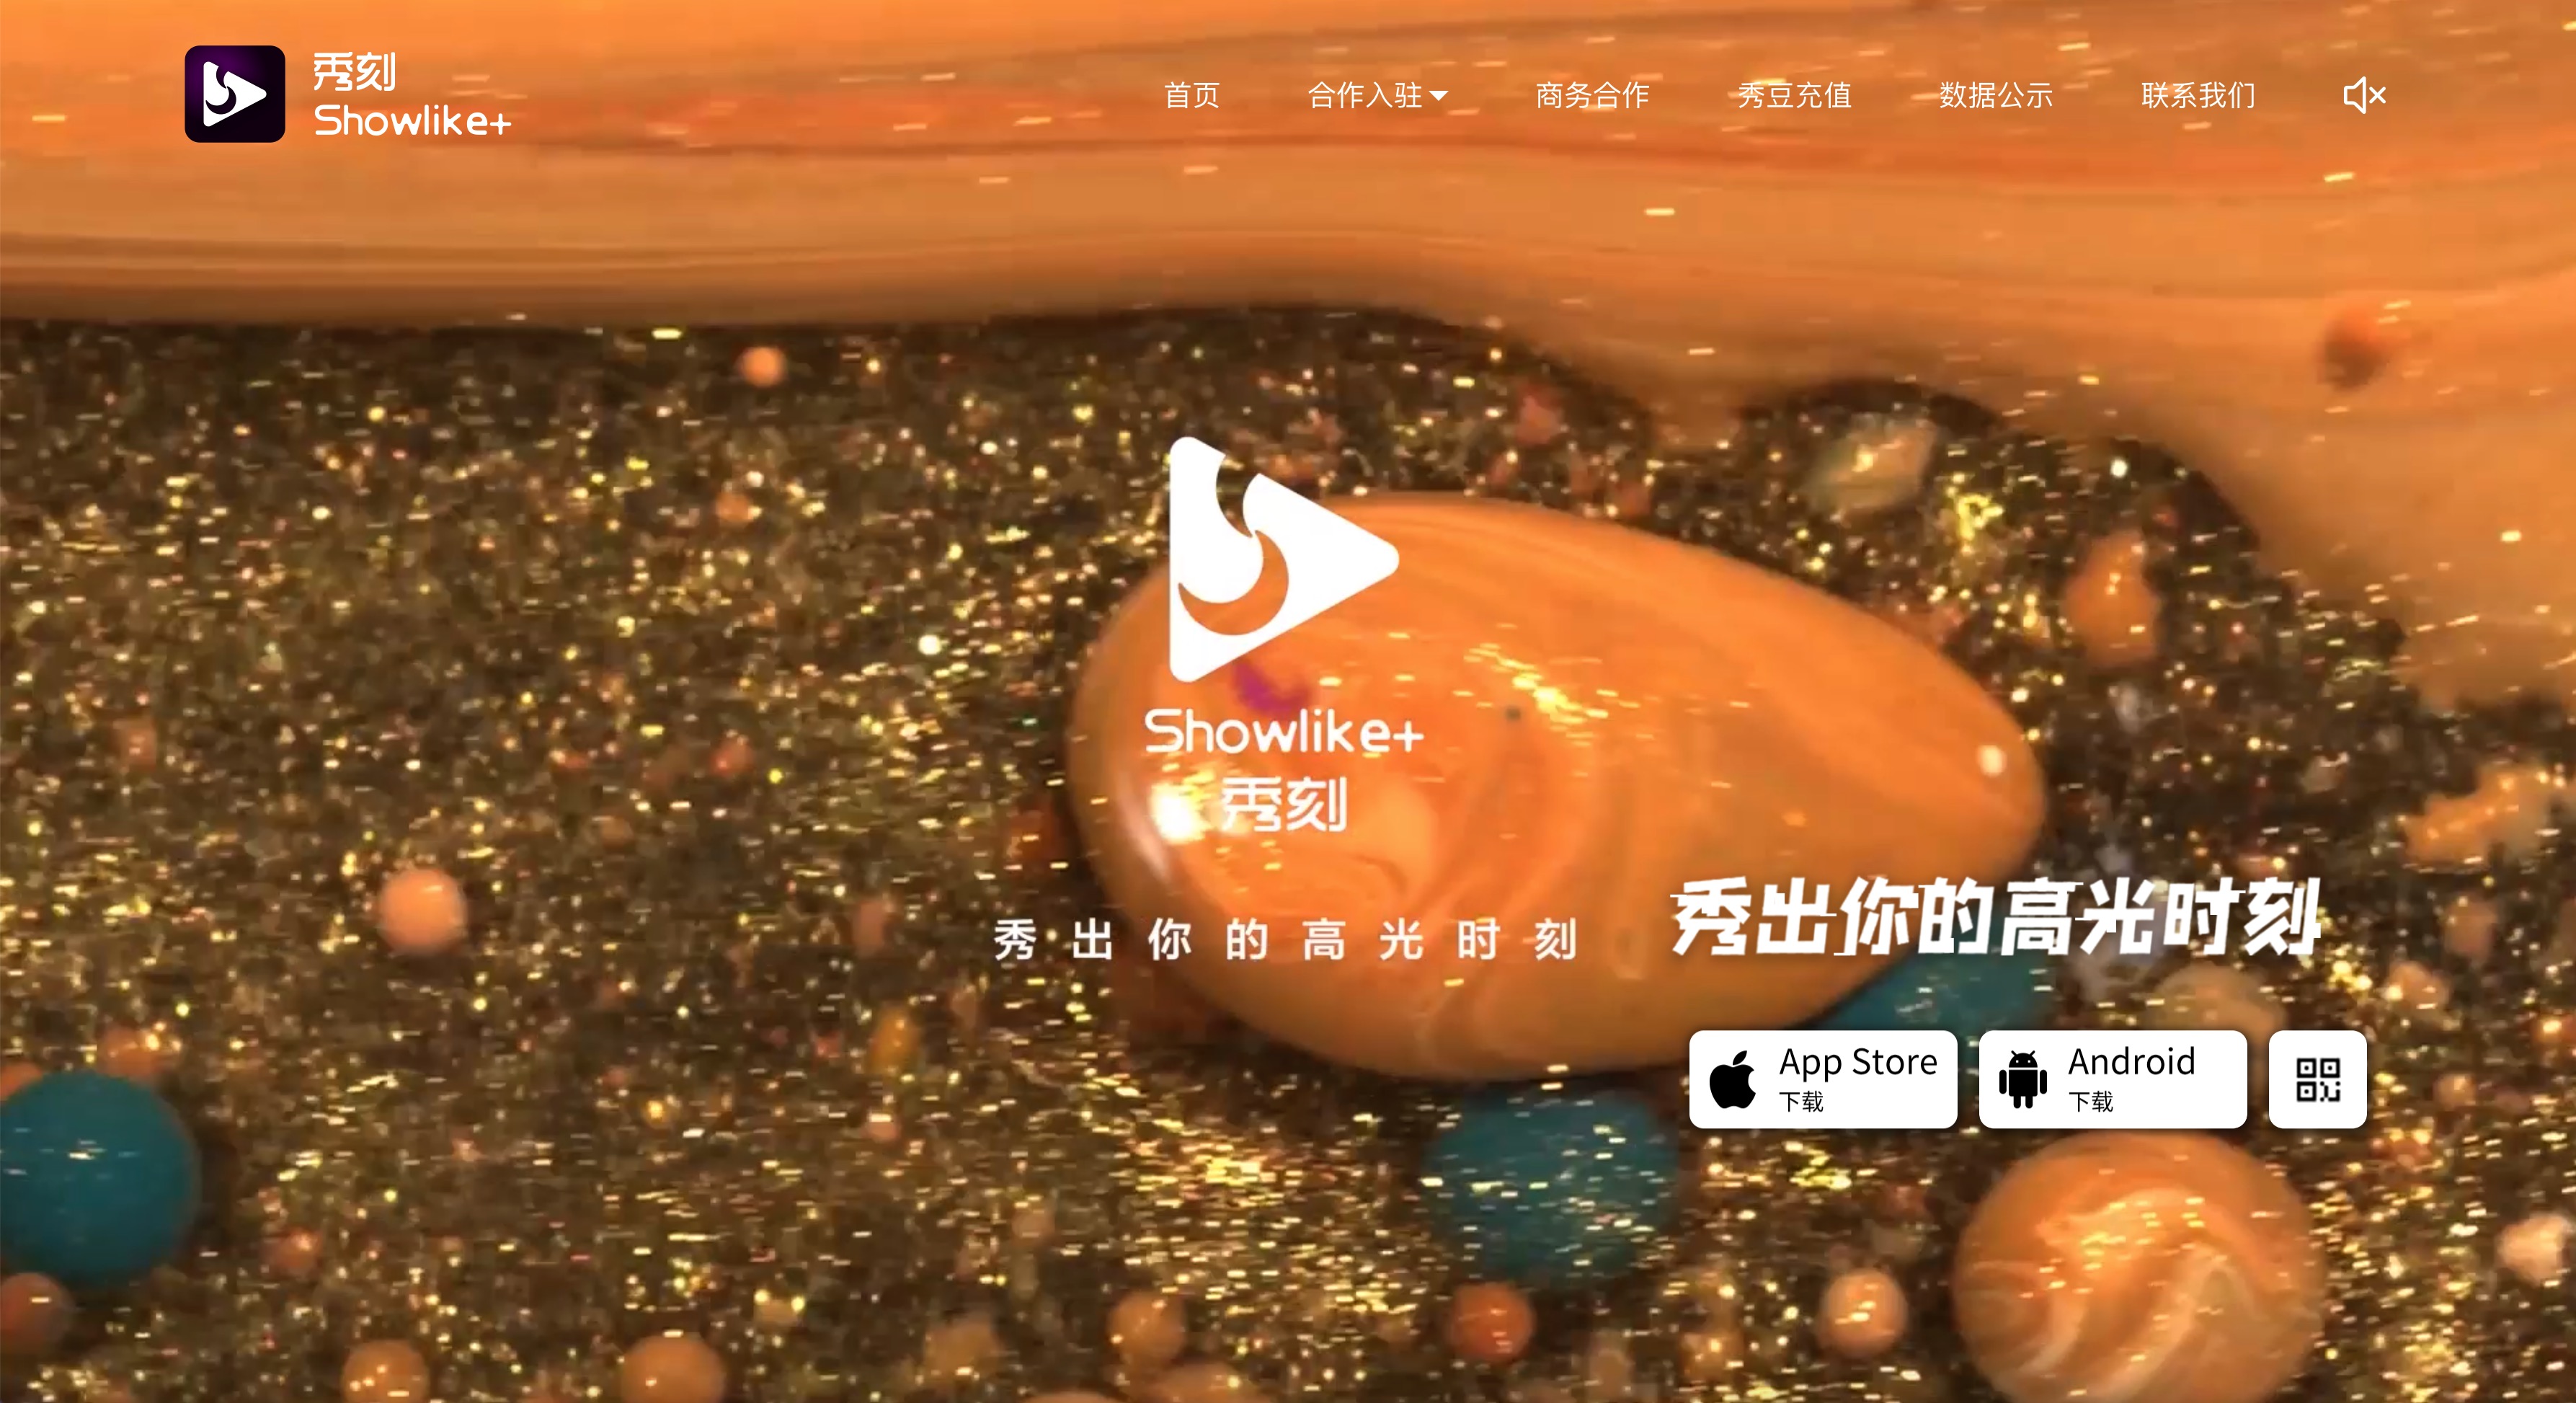 秀刻
Showlike+
首页
合作入驻
商务合作
秀豆充值
数据公示
联系我们
Showlike+
秀刻
秀出你的高光时刻
秀出你的高光时刻
App Store
下载
Android
下载